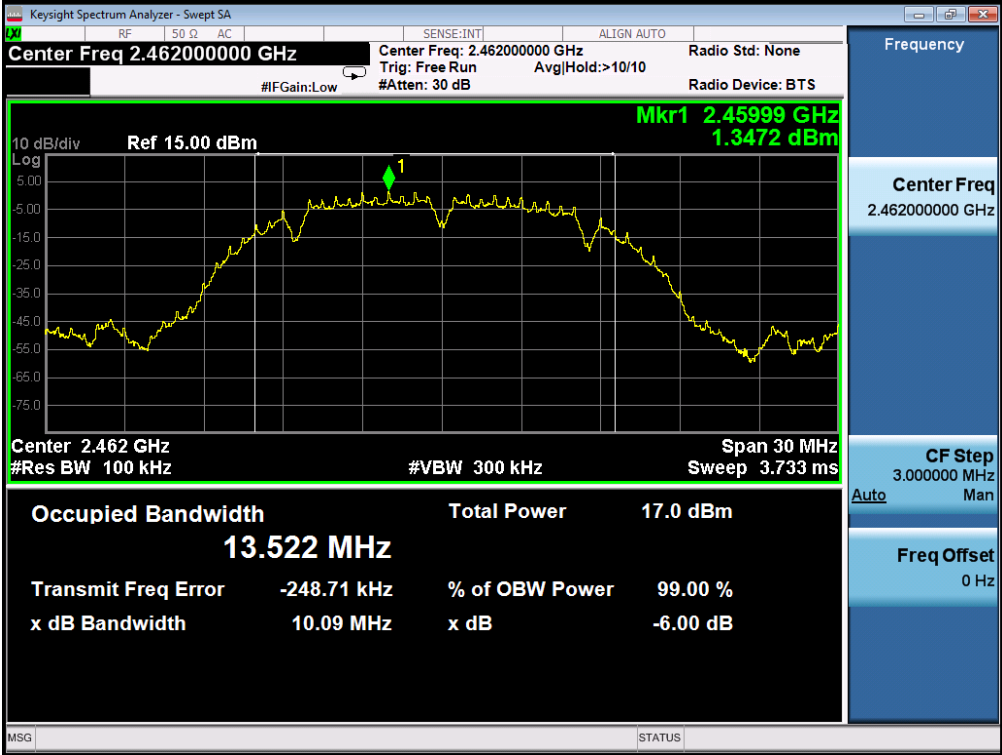 Keysight Spectrum Analyzer - Swept SA
LXI RF 50 Ω AC SENSE:INT ALIGN AUTO
Center Freq 2.462000000 GHz
#IFGain:Low
Center Freq: 2.462000000 GHz
Trig: Free Run Avg|Hold:>10/10
#Atten: 30 dB
Radio Std: None
Radio Device: BTS
Mkr1 2.45999 GHz
1.3472 dBm
10 dB/div Ref 15.00 dBm
Log
1
5.00
-5.00
-15.0
-25.0
-35.0
-45.0
-55.0
-65.0
-75.0
Center 2.462 GHz Span 30 MHz
#Res BW 100 kHz #VBW 300 kHz Sweep 3.733 ms
Occupied Bandwidth Total Power 17.0 dBm
13.522 MHz
Transmit Freq Error -248.71 kHz % of OBW Power 99.00 %
x dB Bandwidth 10.09 MHz x dB -6.00 dB
Frequency
Center Freq
2.462000000 GHz
CF Step
3.000000 MHz
Auto Man
Freq Offset
0 Hz
MSG STATUS